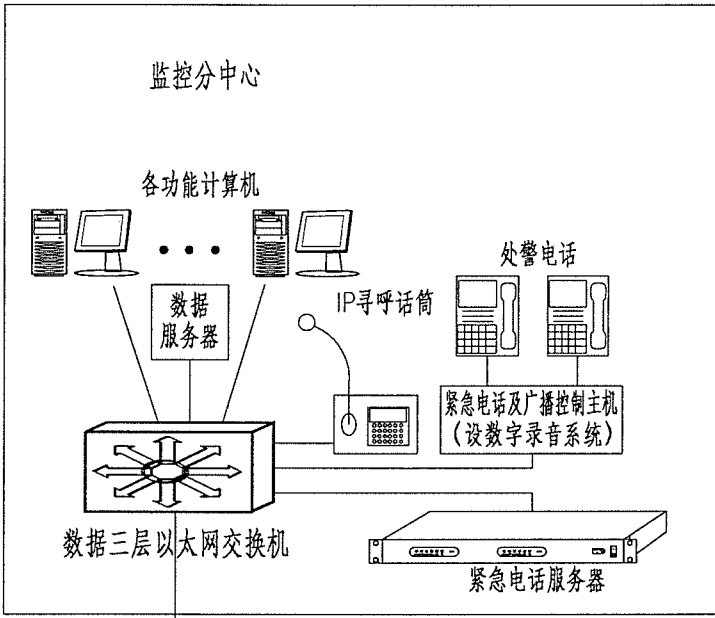 监控分中心
各功能计算机
处警电话
数据
服务器
IP寻呼话筒
紧急电话及广播控制主机
(设数字录音系统)
数据三层以太网交换机
紧急电话服务器